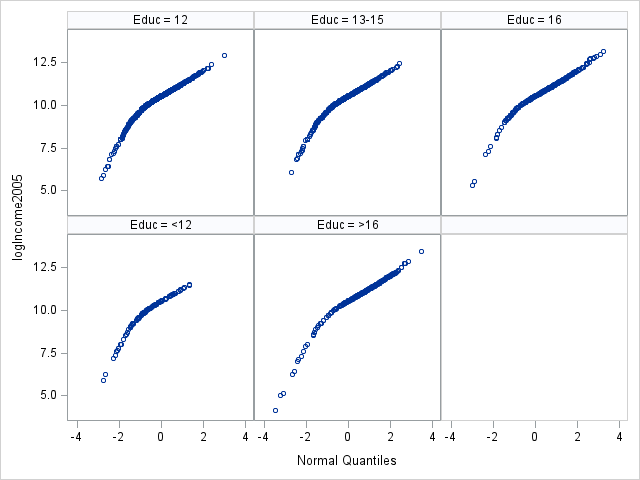 Educ = 12
Educ = 13-15
Educ = 16
12.5
10.0
7.5
5.0
Educ = <12
Educ = >16
12.5
10.0
7.5
5.0
logIncome2005
-4 -2 0 2 4 -4 -2 0 2 4 -4 -2 0 2 4
Normal Quantiles